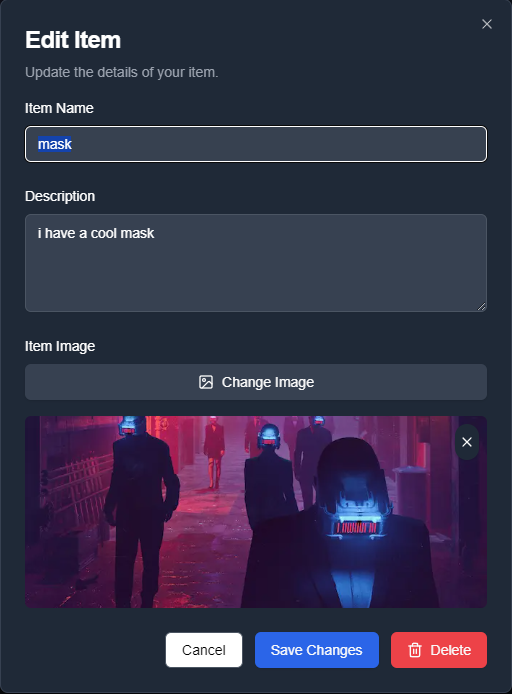 Edit Item
Update the details of your item.
Item Name
mask
Description
i have a cool mask
Item Image
Change Image
Cancel
Save Changes
Delete